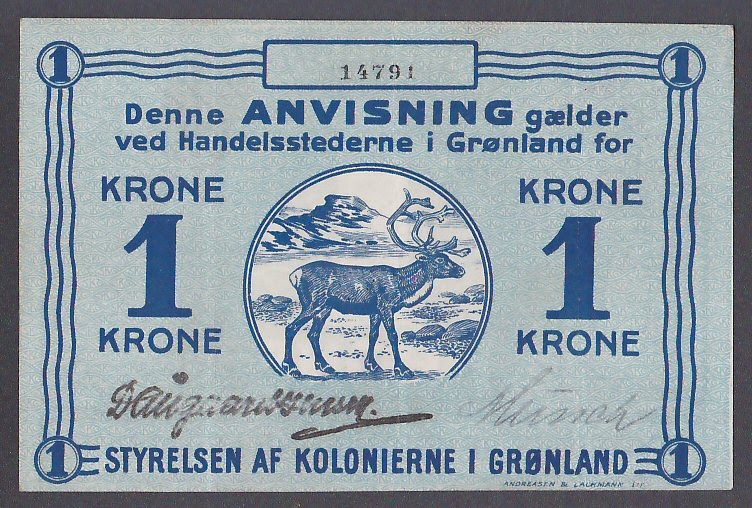 1 14791 1
Denne ANVISNING gælder
ved Handelsstederne i Grønland for
KRONE KRONE
1 1
KRONE KRONE
1 STYRELSEN AF KOLONIERNE I GRØNLAND 1
ANDREASEN & LACHMANN LIT